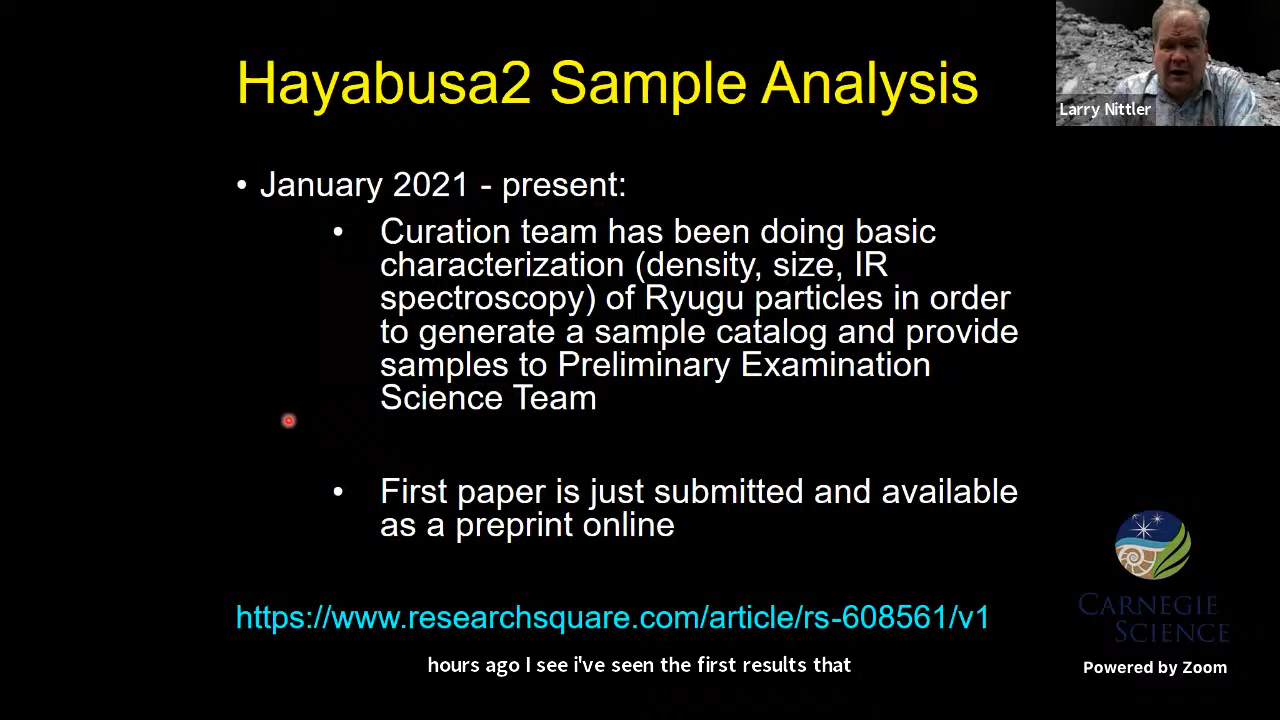 Hayabusa2 Sample Analysis
Larry Nittler
• January 2021 - present:
• Curation team has been doing basic
characterization (density, size, IR
spectroscopy) of Ryugu particles in order
to generate a sample catalog and provide
samples to Preliminary Examination
Science Team
• First paper is just submitted and available
as a preprint online
https://www.researchsquare.com/article/rs-608561/v1
CARNEGIE
SCIENCE
hours ago I see i've seen the first results that
Powered by Zoom